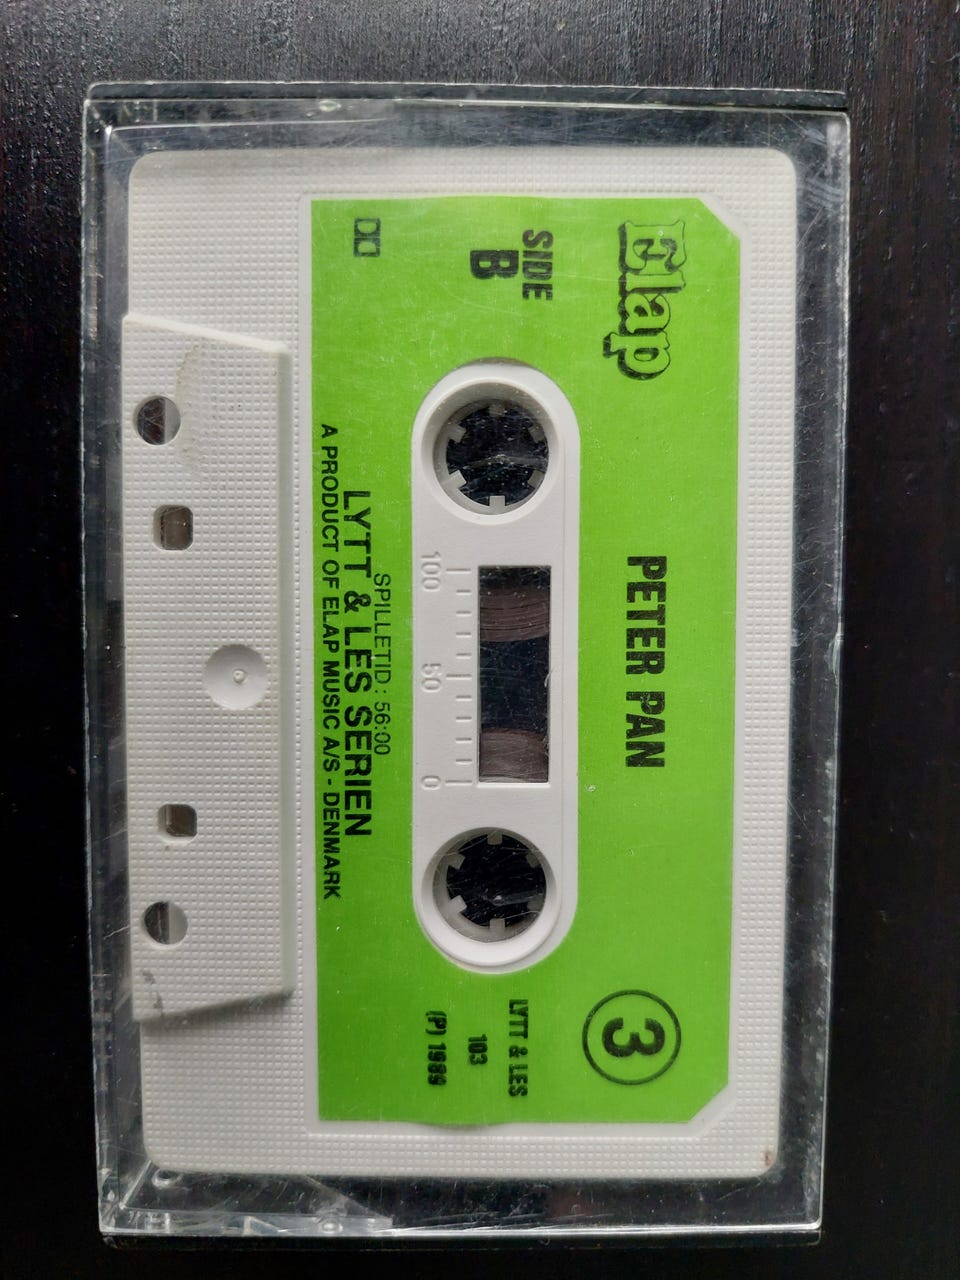 Elap
PETER PAN
3
SIDE
B
LYTT & LES
103
(P) 1989
100 50 0
SPILLETID : 56:00
LYTT & LES SERIEN
A PRODUCT OF ELAP MUSIC A/S - DENMARK